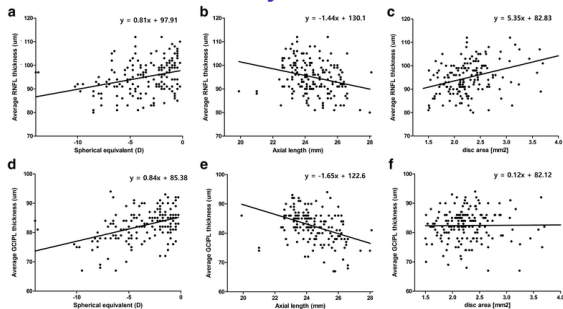 a
y = 0.81x + 97.91
Average RNFL thickness (um)
120
110
100
90
80
70
-10
-5
0
Spherical equivalent (D)
b
y = -1.44x + 130.1
Average RNFL thickness (um)
120
110
100
90
80
70
20
22
24
26
28
Axial length (mm)
c
y = 5.35x + 82.83
Average RNFL thickness (um)
120
110
100
90
80
70
1.5
2.0
2.5
3.0
3.5
4.0
disc area [mm2]
d
y = 0.84x + 85.38
Average GCIPL thickness (um)
100
90
80
70
60
-10
-5
0
Spherical equivalent (D)
e
y = -1.65x + 122.6
Average GCIPL thickness (um)
100
90
80
70
60
20
22
24
26
28
Axial length (mm)
f
y = 0.12x + 82.12
Average GCIPL thickness (um)
100
90
80
70
60
1.5
2.0
2.5
3.0
3.5
4.0
disc area [mm2]